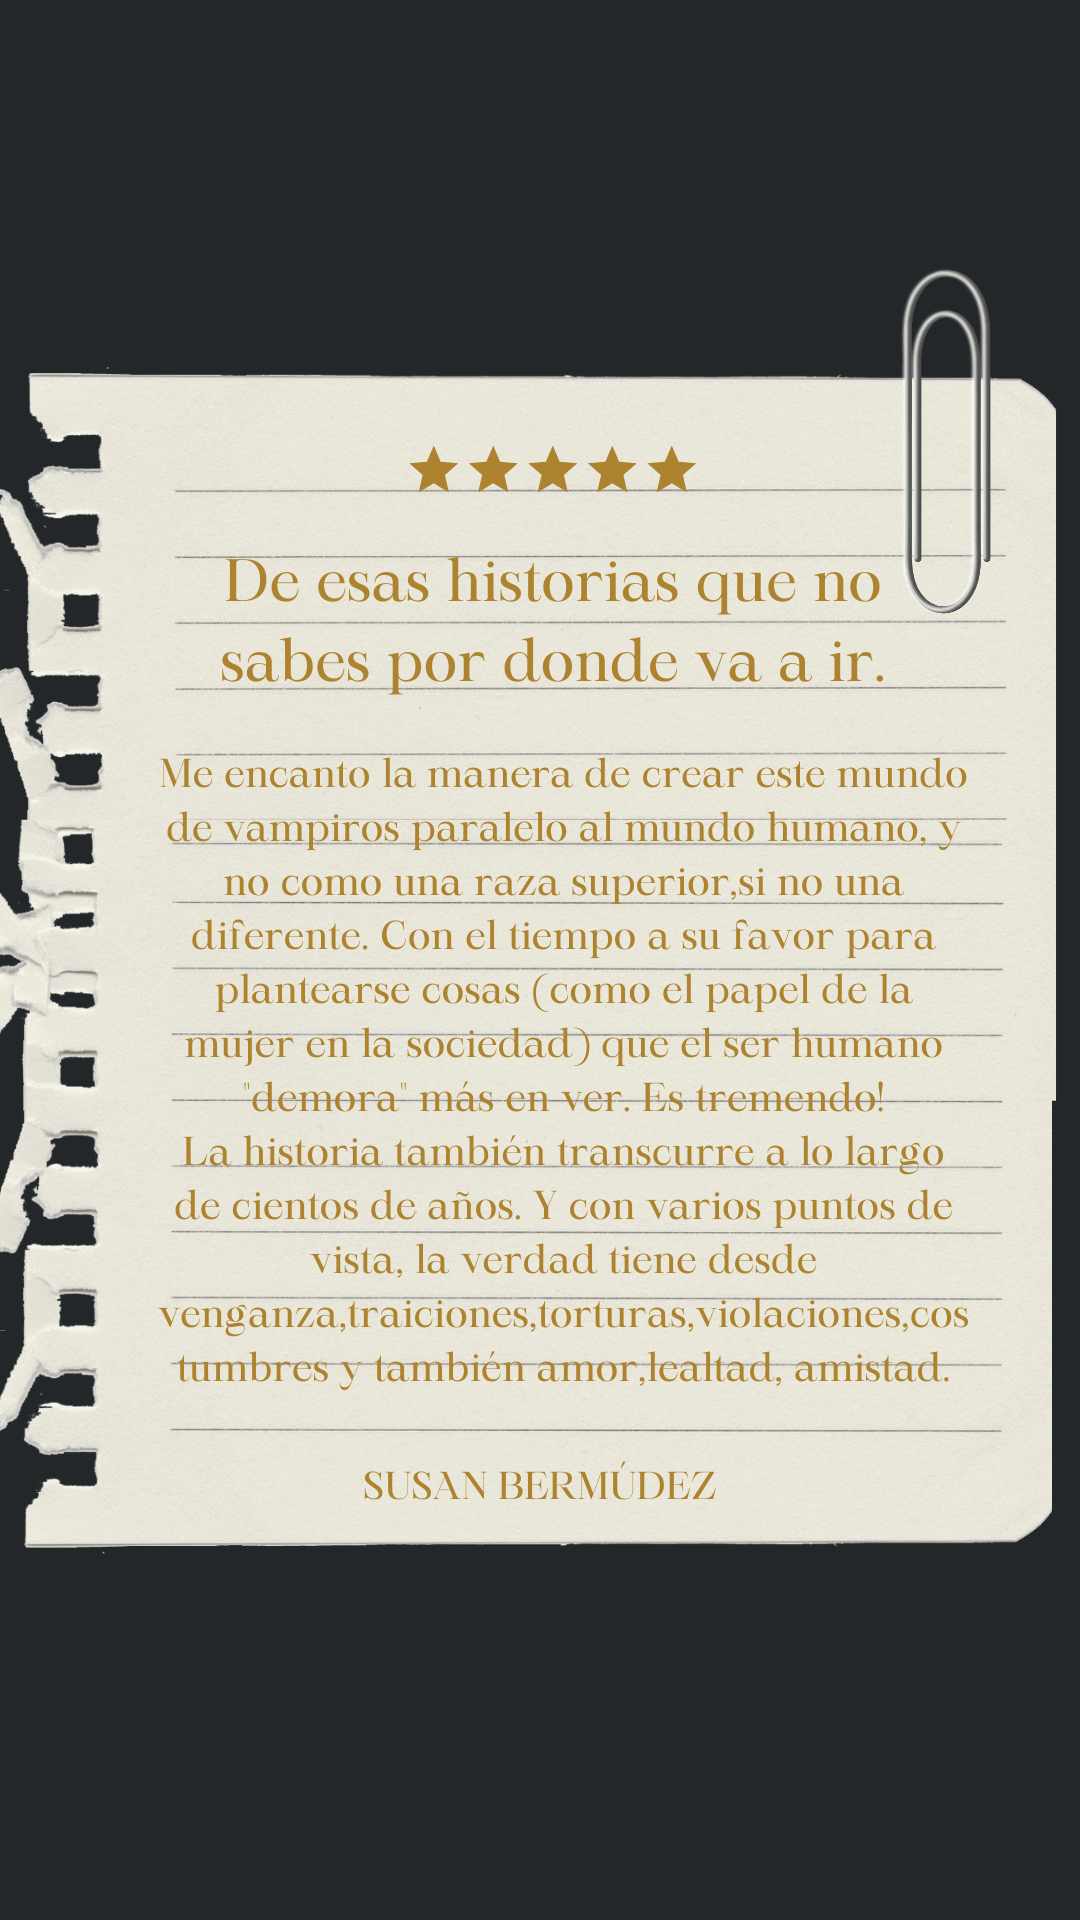 De esas historias que no
sabes por donde va a ir.
Me encanto la manera de crear este mundo
de vampiros paralelo al mundo humano, y
no como una raza superior,si no una
diferente. Con el tiempo a su favor para
plantearse cosas (como el papel de la
mujer en la sociedad) que el ser humano
"demora" más en ver. Es tremendo!
La historia también transcurre a lo largo
de cientos de años. Y con varios puntos de
vista, la verdad tiene desde
venganza,traiciones,torturas,violaciones,cos
tumbres y también amor,lealtad, amistad.
SUSAN BERMÚDEZ